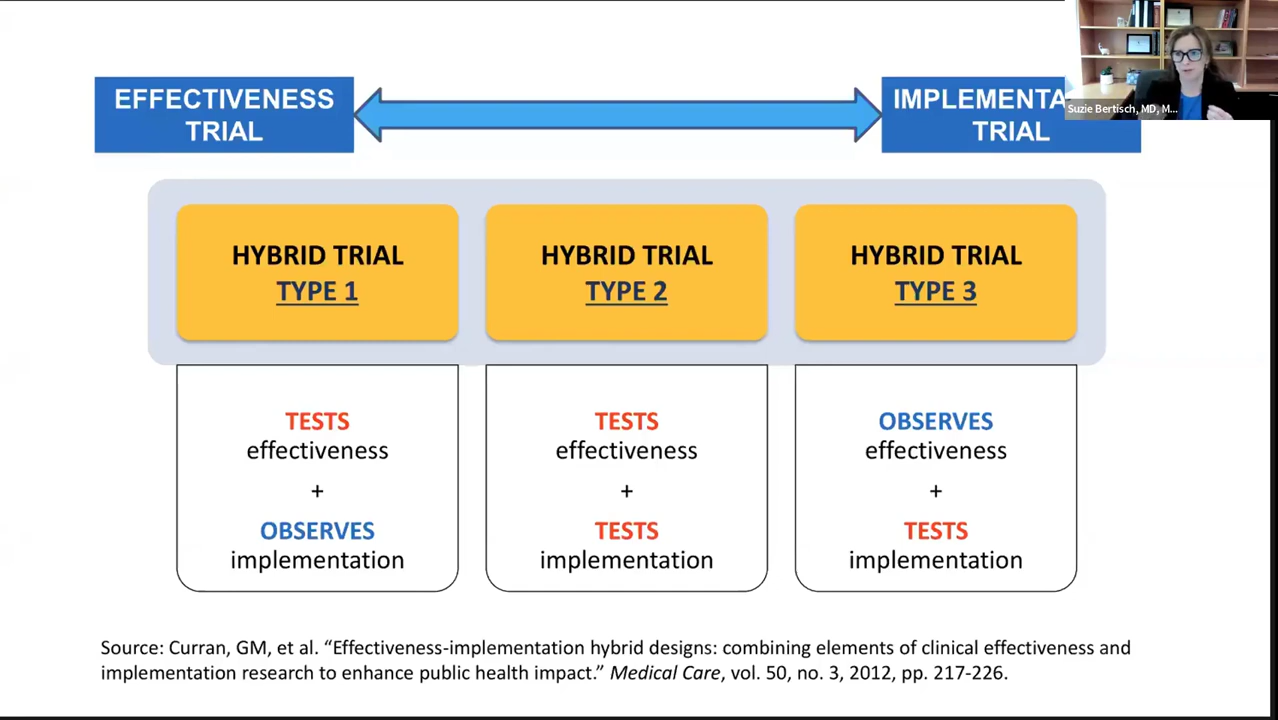 EFFECTIVENESS
TRIAL
IMPLEMENTA
TRIAL
Suzie Bertisch, MD, M...
HYBRID TRIAL
TYPE 1
HYBRID TRIAL
TYPE 2
HYBRID TRIAL
TYPE 3
TESTS
effectiveness
+
OBSERVES
implementation
TESTS
effectiveness
+
TESTS
implementation
OBSERVES
effectiveness
+
TESTS
implementation
Source: Curran, GM, et al. “Effectiveness-implementation hybrid designs: combining elements of clinical effectiveness and
implementation research to enhance public health impact.” Medical Care, vol. 50, no. 3, 2012, pp. 217-226.